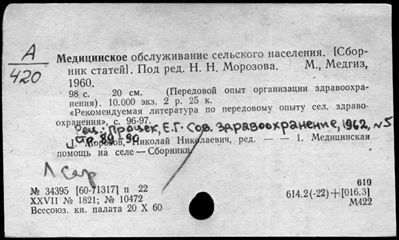 А
420
Медицинское обслуживание сельского населения. [Сбор-
ник статей]. Под ред. Н. Н. Морозова. М., Медгиз,
1960.
98 с. 20 см. (Передовой опыт организации здравоохра-
нения). 10.000 экз. 2 р. 25 к.
«Рекомендуемая литература по передовому опыту сел. здраво-
охранения», с. 96-97.
Рец.: Процек, Е.Г. Сов. здравоохранение, 1962, №5
стр. 89-90
Морозов, Николай Николаевич, ред. — 1. Медицинская
помощь на селе — Сборники.
№ 34395 [60-71317] п 22
XXVII № 1821; № 10472
Всесоюз. кн. палата 20 X 60
619
614.2(-22)+[016.3]
М422